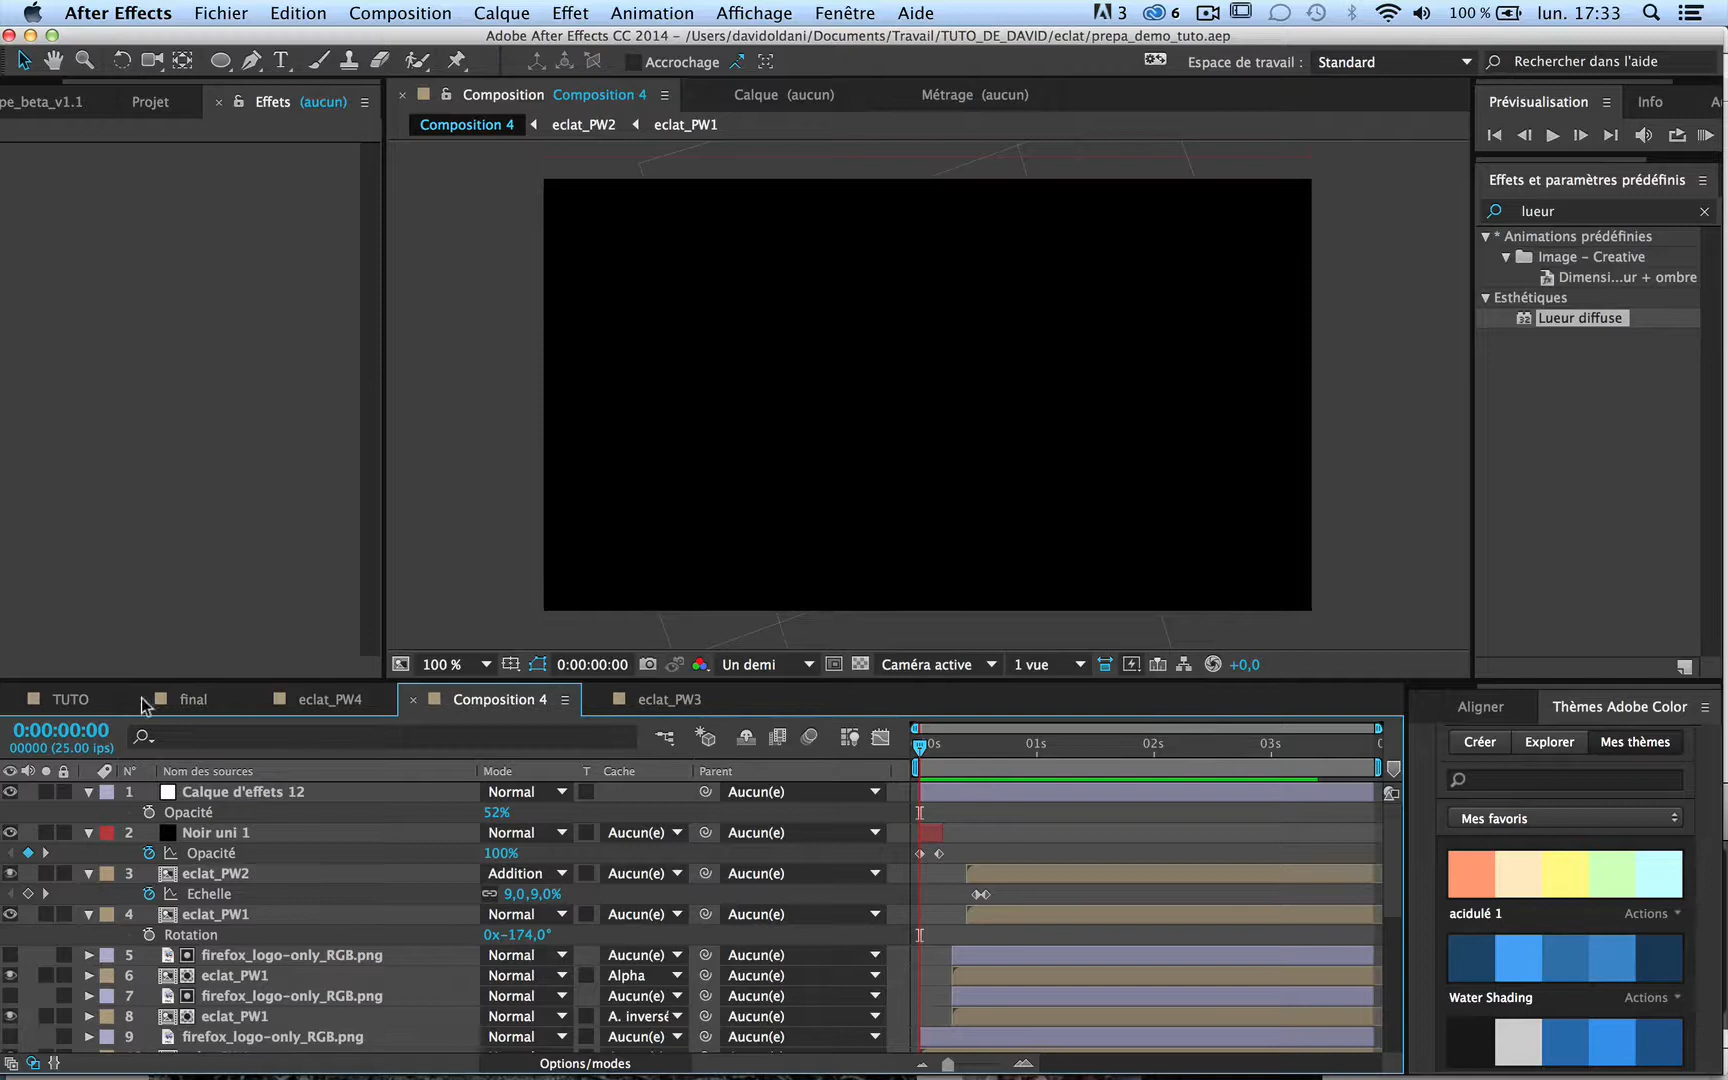 After Effects Fichier Edition Composition Calque Effet Animation Affichage Fenêtre Aide 3 6 100 % lun. 17:33
Adobe After Effects CC 2014 - /Users/davidoldani/Documents/Travail/TUTO_DE_DAVID/eclat/prepa_demo_tuto.aep
Accrochage Espace de travail : Standard Rechercher dans l'aide
pe_beta_v1.1 Projet × Effets (aucun) × Composition Composition 4 Calque (aucun) Métrage (aucun) Prévisualisation Info
Composition 4 eclat_PW2 eclat_PW1
Effets et paramètres prédéfinis
lueur
* Animations prédéfinies
Image – Creative
Dimensi...ur + ombre
Esthétiques
Lueur diffuse
100 % 0:00:00:00 Un demi Caméra active 1 vue +0,0
TUTO final eclat_PW4 × Composition 4 eclat_PW3
Aligner Thèmes Adobe Color
0:00:00:00
00000 (25.00 ips)
0s 01s 02s 03s
Créer Explorer Mes thèmes
N° Nom des sources Mode T Cache Parent
1 Calque d'effets 12 Normal Aucun(e)
Opacité 52%
2 Noir uni 1 Normal Aucun(e) Aucun(e)
Opacité 100%
3 eclat_PW2 Addition Aucun(e) Aucun(e)
Echelle 9,0,9,0%
4 eclat_PW1 Normal Aucun(e) Aucun(e)
Rotation 0x-174,0°
5 firefox_logo-only_RGB.png Normal Aucun(e) Aucun(e)
6 eclat_PW1 Normal Alpha Aucun(e)
7 firefox_logo-only_RGB.png Normal Aucun(e) Aucun(e)
8 eclat_PW1 Normal A. inversé Aucun(e)
9 firefox_logo-only_RGB.png Normal Aucun(e) Aucun(e)
Options/modes
Mes favoris
acidulé 1 Actions
Water Shading Actions